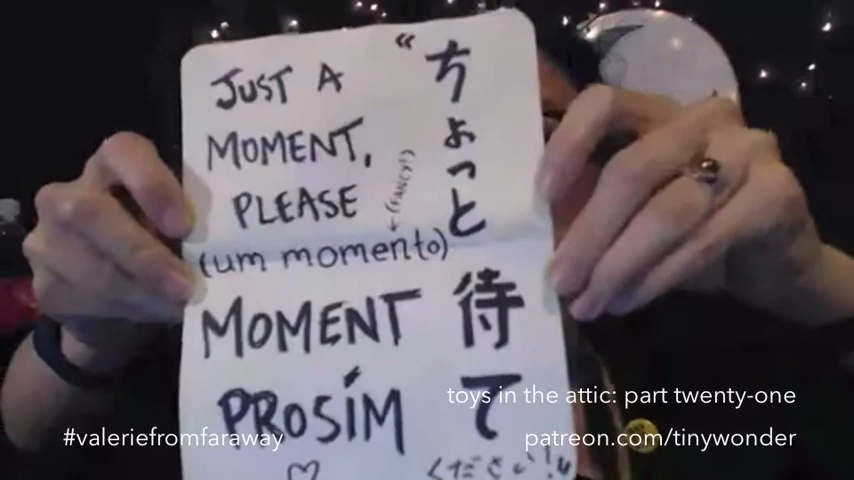 JUST A
MOMENT,
PLEASE
← (FANCY!)
(um momento)
MOMENT
PROSÍM
♡
“ちょっと待て
ください!”
toys in the attic: part twenty-one
#valeriefromfaraway
patreon.com/tinywonder